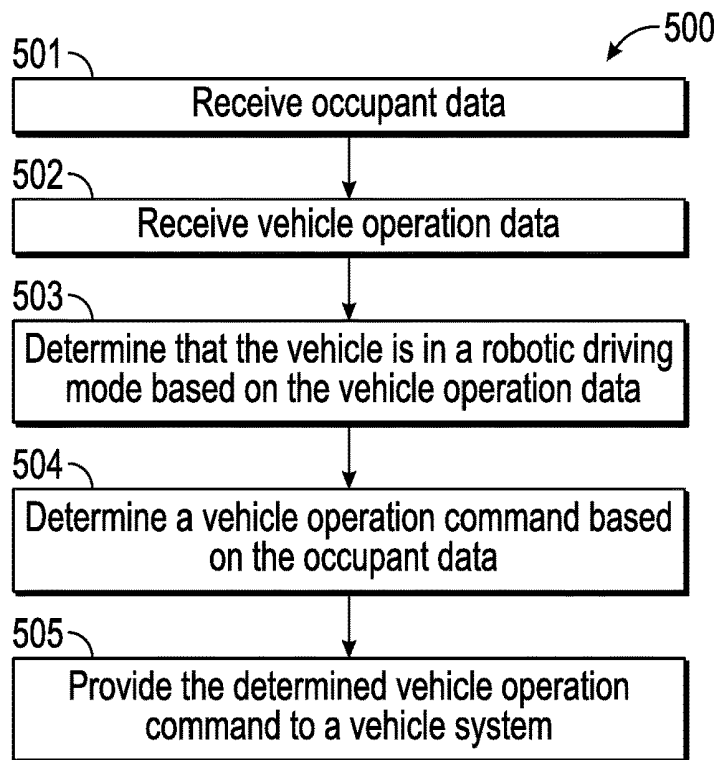 500
501
Receive occupant data
502
Receive vehicle operation data
503
Determine that the vehicle is in a robotic driving
mode based on the vehicle operation data
504
Determine a vehicle operation command based
on the occupant data
505
Provide the determined vehicle operation
command to a vehicle system